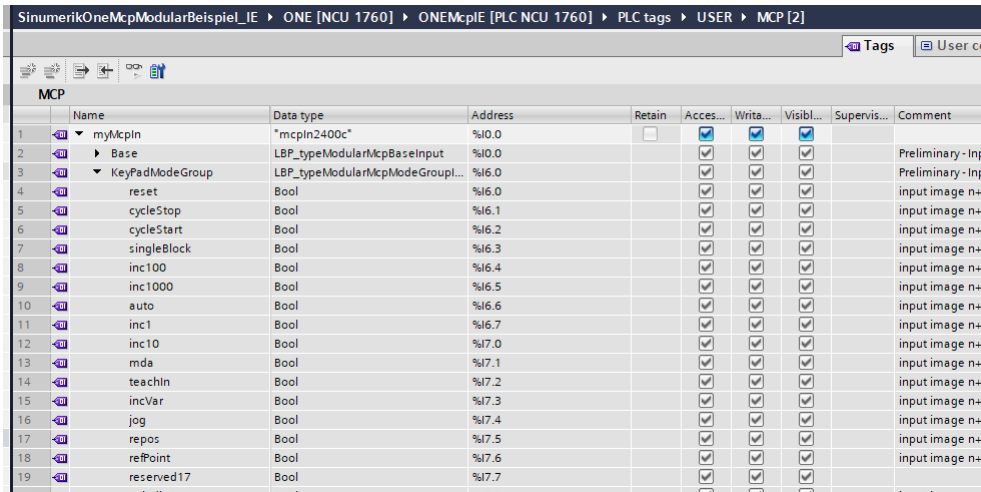 SinumerikOneMcpModularBeispiel_IE ▸ ONE [NCU 1760] ▸ ONEMcpIE [PLC NCU 1760] ▸ PLC tags ▸ USER ▸ MCP [2]
Tags User c
MCP
Name Data type Address Retain Acces... Writa... Visibl... Supervis... Comment
1 myMcpIn "mcpIn2400c" %I0.0
2 Base LBP_typeModularMcpBaseInput %I0.0 Preliminary - Inp
3 KeyPadModeGroup LBP_typeModularMcpModeGroupI... %I6.0 Preliminary - Inp
4 reset Bool %I6.0 input image n+
5 cycleStop Bool %I6.1 input image n+
6 cycleStart Bool %I6.2 input image n+
7 singleBlock Bool %I6.3 input image n+
8 inc100 Bool %I6.4 input image n+
9 inc1000 Bool %I6.5 input image n+
10 auto Bool %I6.6 input image n+
11 inc1 Bool %I6.7 input image n+
12 inc10 Bool %I7.0 input image n+
13 mda Bool %I7.1 input image n+
14 teachIn Bool %I7.2 input image n+
15 incVar Bool %I7.3 input image n+
16 jog Bool %I7.4 input image n+
17 repos Bool %I7.5 input image n+
18 refPoint Bool %I7.6 input image n+
19 reserved17 Bool %I7.7